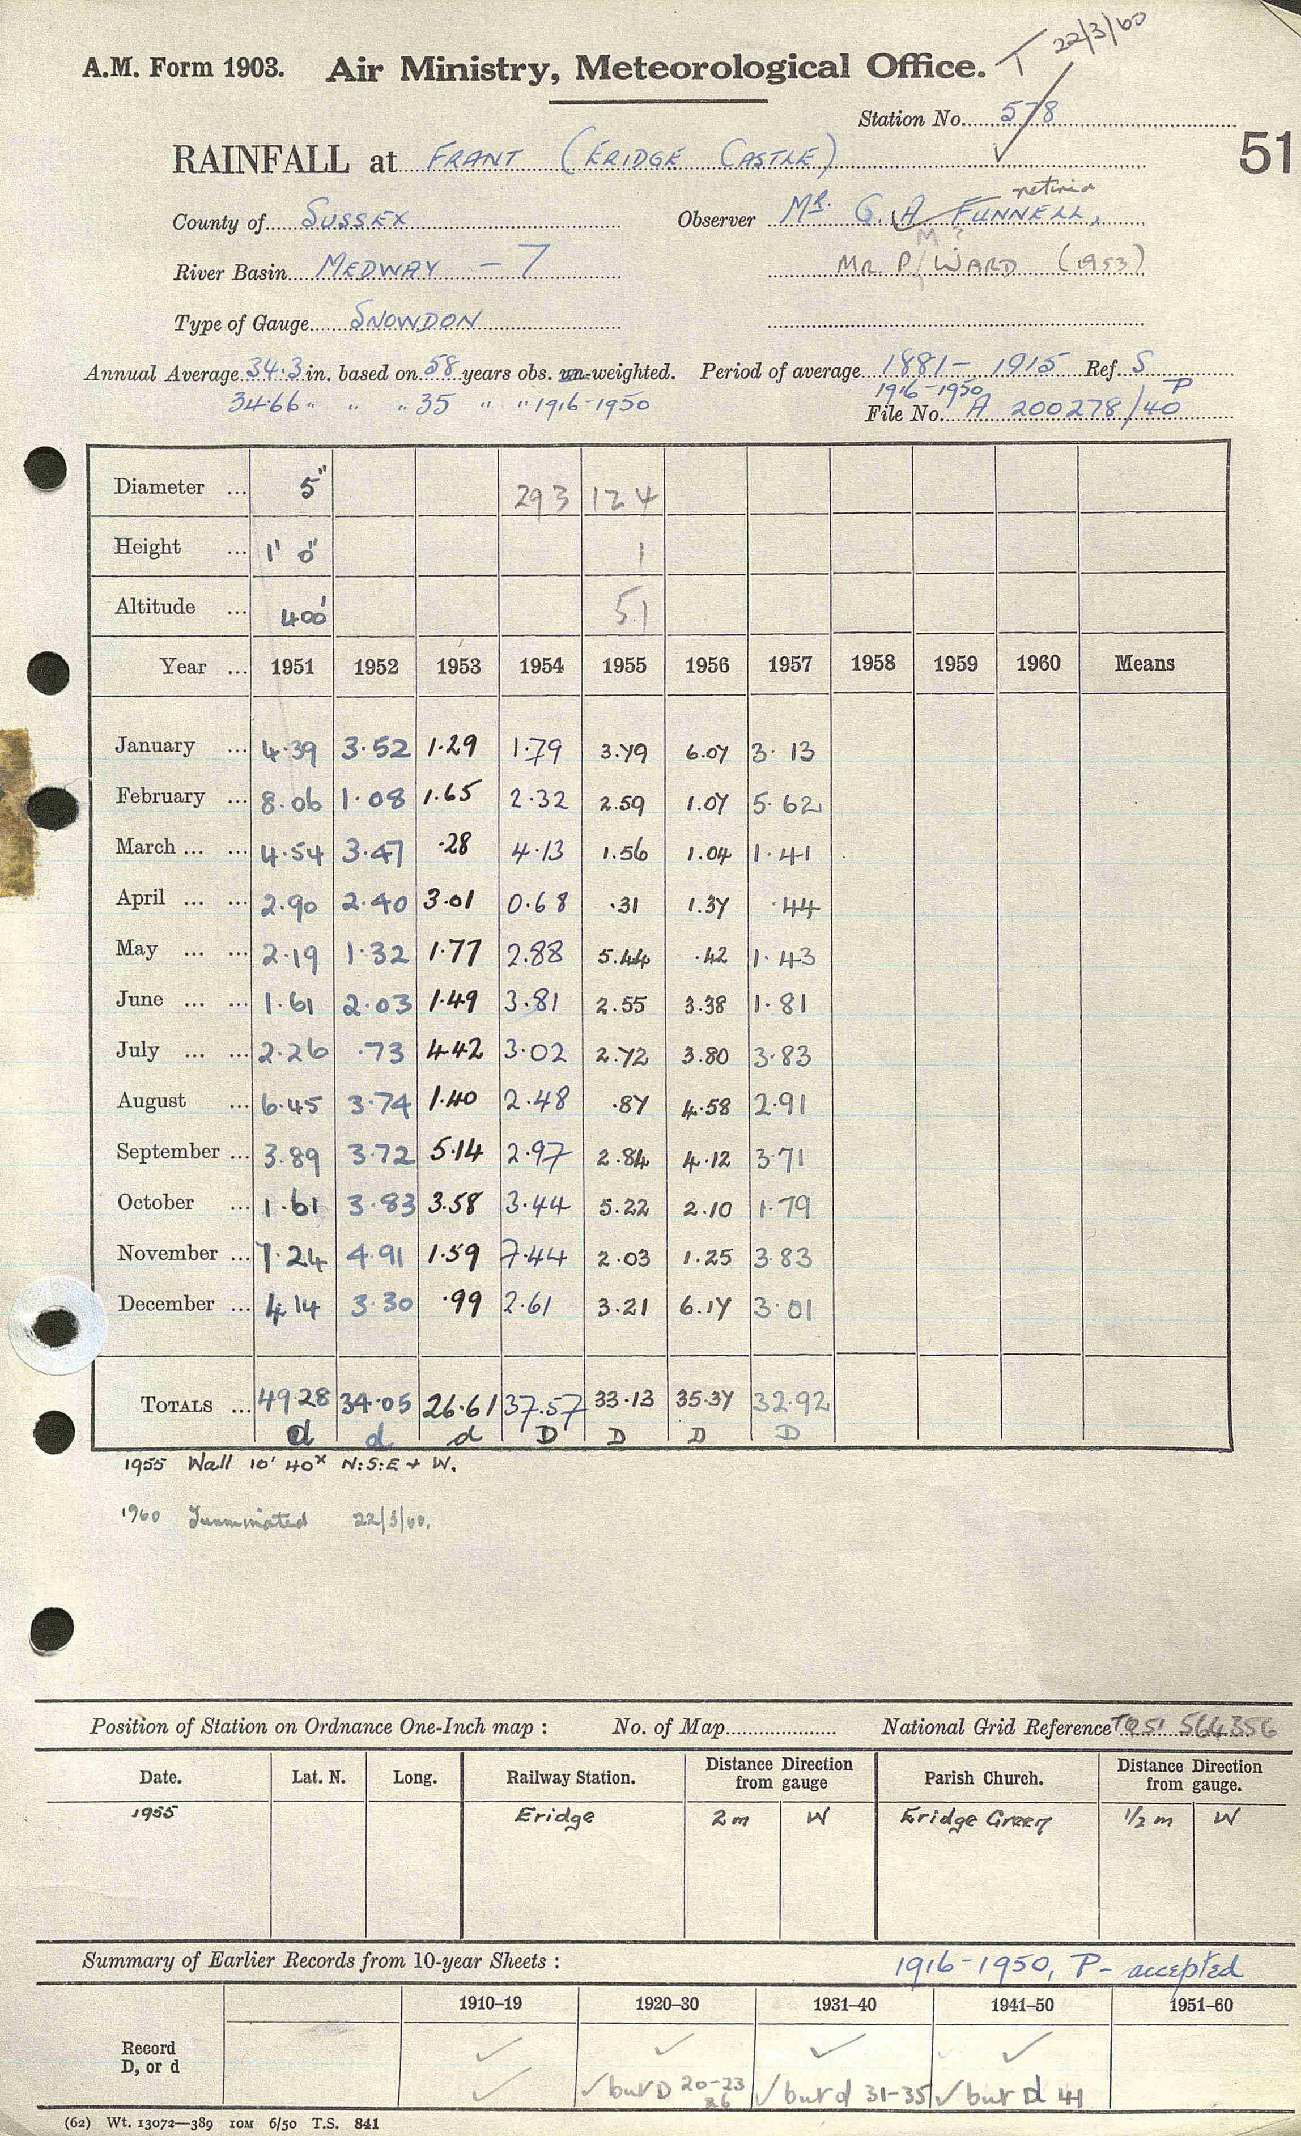 T 22/3/60
A.M. Form 1903. Air Ministry, Meteorological Office.
Station No. 578
51
RAINFALL at FRANT (ERIDGE CASTLE)
retired
County of SUSSEX Observer MR. G. A FUNNELL,
M ?
River Basin MEDWAY - 7 MR P WARD (1953)
Type of Gauge SNOWDON
Annual Average 34.3 in. based on 58 years obs. un-weighted. Period of average 1881- 1915 Ref. S
34.66 " " " 35 " " " 1916-1950 1916-1950 P
File No. A 200278/40
Diameter ... 5" 293 124
Height ... 1' 0" 1
Altitude ... 400' 51
Year ... 1951 1952 1953 1954 1955 1956 1957 1958 1959 1960 Means
January ... 4.39 3.52 1.29 1.79 3.79 6.07 3.13
February ... 8.06 1.08 1.65 2.32 2.59 1.07 5.62
March ... ... 4.54 3.47 .28 4.13 1.56 1.04 1.41
April ... ... 2.90 2.40 3.01 0.68 .31 1.37 .44
May ... ... 2.19 1.32 1.77 2.88 5.44 .42 1.43
June ... ... 1.61 2.03 1.49 3.81 2.55 3.38 1.81
July ... ... 2.26 .73 4.42 3.02 2.72 3.80 3.83
August ... 6.45 3.74 1.40 2.48 .87 4.58 2.91
September ... 3.89 3.72 5.14 2.97 2.84 4.12 3.71
October ... 1.61 3.83 3.58 3.44 5.22 2.10 1.79
November ... 7.24 4.91 1.59 7.44 2.03 1.25 3.83
December ... 4.14 3.30 .99 2.61 3.21 6.17 3.01
TOTALS ... 49.28 34.05 26.61 37.57 33.13 35.37 32.92
d d d D D D D
1955 Wall 10' 40x N:S:E + W.
1960 Terminated 22/3/60.
Position of Station on Ordnance One-Inch map : No. of Map National Grid Reference TQ51 564356
Date. Lat. N. Long. Railway Station. Distance Direction from gauge Parish Church. Distance Direction from gauge.
1955 Eridge 2m W Eridge Green 1/2 m W
Summary of Earlier Records from 10-year Sheets : 1916-1950, P- accepted
1910–19 1920–30 1931–40 1941–50 1951–60
Record ✓ ✓ ✓ ✓
D, or d ✓ ✓ but D 20-23 ✓ but d 31-35 ✓ but D 41
26
(62) Wt. 13072—389 10M 6/50 T.S. 841